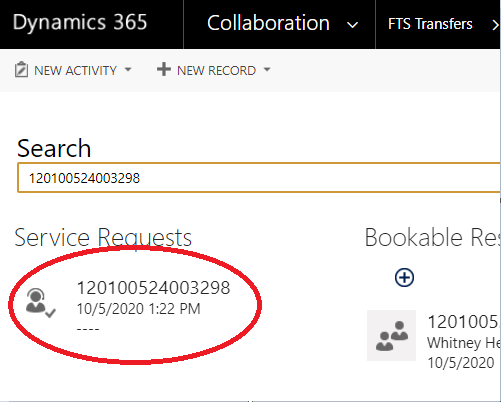 Dynamics 365 Collaboration FTS Transfers
NEW ACTIVITY NEW RECORD
Search
120100524003298
Service Requests
120100524003298
10/5/2020 1:22 PM
----
Bookable Res
1201005
Whitney He
10/5/2020